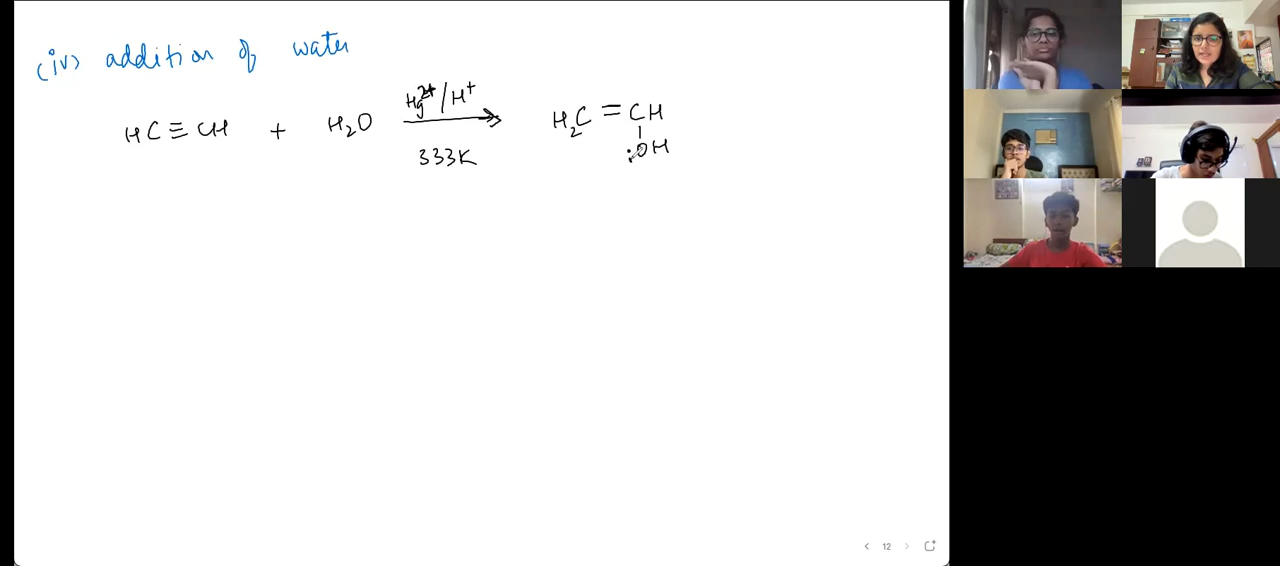 (iv) addition of water
HC ≡ CH + H₂O Hg²⁺/H⁺ 333K H₂C = CH
:OH
12